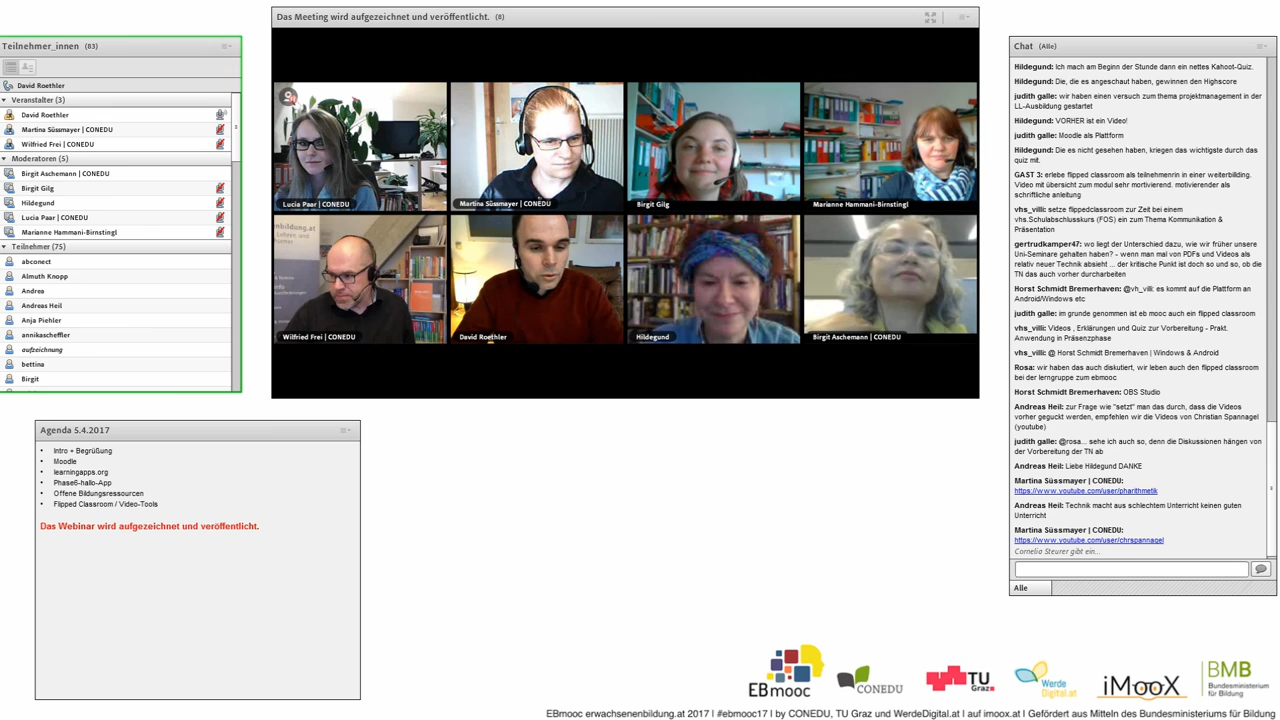 Teilnehmer_innen (83)
David Roethler
Veranstalter (3)
David Roethler
Martina Süssmayer | CONEDU
Wilfried Frei | CONEDU
Moderatoren (5)
Birgit Aschemann | CONEDU
Birgit Gilg
Hildegund
Lucia Paar | CONEDU
Marianne Hammani-Birnstingl
Teilnehmer (75)
abconect
Almuth Knopp
Andrea
Andreas Heil
Anja Piehler
annikascheffler
aufzeichnung
bettina
Birgit
Das Meeting wird aufgezeichnet und veröffentlicht. (8)
Lucia Paar | CONEDU
Martina Süssmayer | CONEDU
Birgit Gilg
Marianne Hammani-Birnstingl
Wilfried Frei | CONEDU
David Roethler
Hildegund
Birgit Aschemann | CONEDU
Agenda 5.4.2017
• Intro + Begrüßung
• Moodle
• learningapps.org
• Phase6-hallo-App
• Offene Bildungsressourcen
• Flipped Classroom / Video-Tools
Das Webinar wird aufgezeichnet und veröffentlicht.
Chat (Alle)
Hildegund: Ich mach am Beginn der Stunde dann ein nettes Kahoot-Quiz.
Hildegund: Die, die es angeschaut haben, gewinnen den Highscore
judith galle: wir haben einen versuch zum thema projektmanagement in der
LL-Ausbildung gestartet
Hildegund: VORHER ist ein Video!
judith galle: Moodle als Plattform
Hildegund: Die es nicht gesehen haben, kriegen das wichtigste durch das
quiz mit.
GAST 3: erlebe flipped classroom als teilnehmenrin in einer weiterbilding.
Video mit übersicht zum modul sehr mortivierend. motivierender als
schriftliche anleitung
vhs_villi: setze flippedclassroom zur Zeit bei einem
vhs.Schulabschlusskurs (FOS) ein zum Thema Kommunikation &
Präsentation
gertrudkamper47: wo liegt der Unterschied dazu, wie wir früher unsere
Uni-Seminare gehalten haben? - wenn man mal von PDFs und Videos als
relativ neuer Technik absieht ... der critische Punkt ist doch so und so, ob die
TN das auch vorher durcharbeiten
Horst Schmidt Bremerhaven: @vh_villi: es kommt auf die Plattform an
Android/Windows etc
judith galle: im grunde genommen ist eb mooc auch ein flipped classroom
vhs_villi: Videos , Erklärungen und Quiz zur Vorbereitung - Prakt.
Anwendung in Präsenzphase
vhs_villi: @ Horst Schmidt Bremerhaven | Windows & Android
Rosa: wir haben das auch diskutiert, wir leben auch den flipped classroom
bei der lerngruppe zum ebmooc
Horst Schmidt Bremerhaven: OBS Studio
Andreas Heil: zur Frage wie "setzt" man das durch, dass die Videos
vorher geguckt werden, empfehlen wir die Videos von Christian Spannagel
(youtube)
judith galle: @rosa... sehe ich auch so, denn die Diskussionen hängen von
der Vorbereitung der TN ab
Andreas Heil: Liebe Hildegund DANKE
Martina Süssmayer | CONEDU:
https://www.youtube.com/user/pharithmetik
Andreas Heil: Technik macht aus schlechtem Unterricht keinen guten
Unterricht
Martina Süssmayer | CONEDU:
https://www.youtube.com/user/chrspannagel
Cornelia Steurer gibt ein...
Alle
EBmooc
CONEDU
TU
Graz
Werde
Digital.at
iMooX
BMB
Bundesministerium
für Bildung
EBmooc erwachsenenbildung.at 2017 I #ebmooc17 I by CONEDU, TU Graz und WerdeDigital.at I auf imoox.at I Gefördert aus Mitteln des Bundesministeriums für Bildung